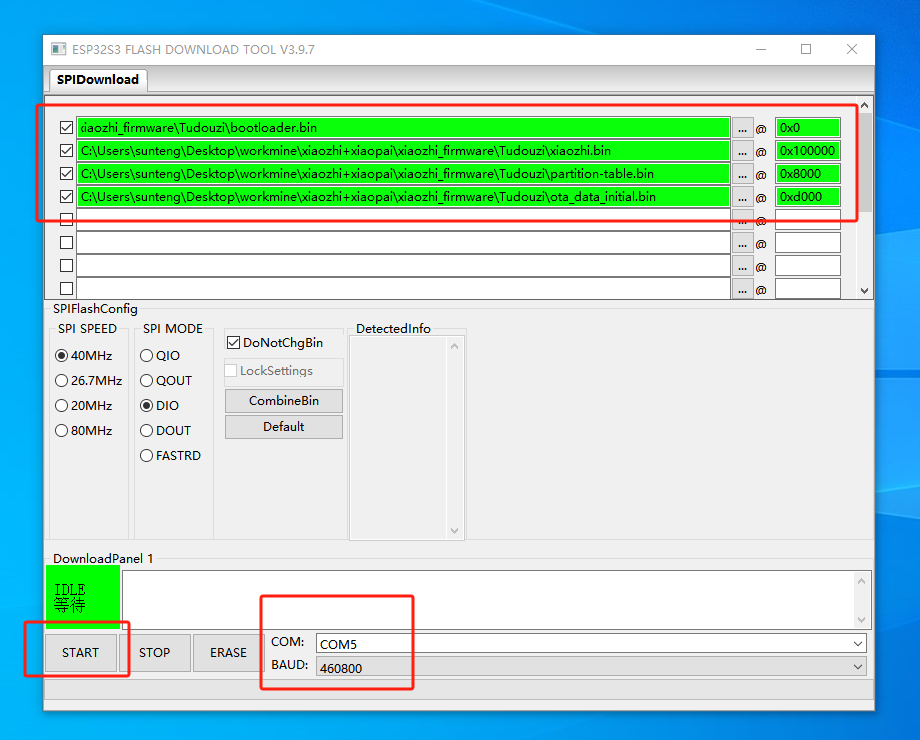 ESP32S3 FLASH DOWNLOAD TOOL V3.9.7
SPIDownload
xiaozhi_firmware\Tudouzi\bootloader.bin ... @ 0x0
C:\Users\sunteng\Desktop\workmine\xiaozhi+xiaopai\xiaozhi_firmware\Tudouzi\xiaozhi.bin ... @ 0x100000
C:\Users\sunteng\Desktop\workmine\xiaozhi+xiaopai\xiaozhi_firmware\Tudouzi\partition-table.bin ... @ 0x8000
C:\Users\sunteng\Desktop\workmine\xiaozhi+xiaopai\xiaozhi_firmware\Tudouzi\ota_data_initial.bin ... @ 0xd000
... @
... @
... @
... @
SPIFlashConfig
SPI SPEED
40MHz
26.7MHz
20MHz
80MHz
SPI MODE
QIO
QOUT
DIO
DOUT
FASTRD
DoNotChgBin
LockSettings
CombineBin
Default
DetectedInfo
DownloadPanel 1
IDLE
等待
START STOP ERASE
COM: COM5
BAUD: 460800